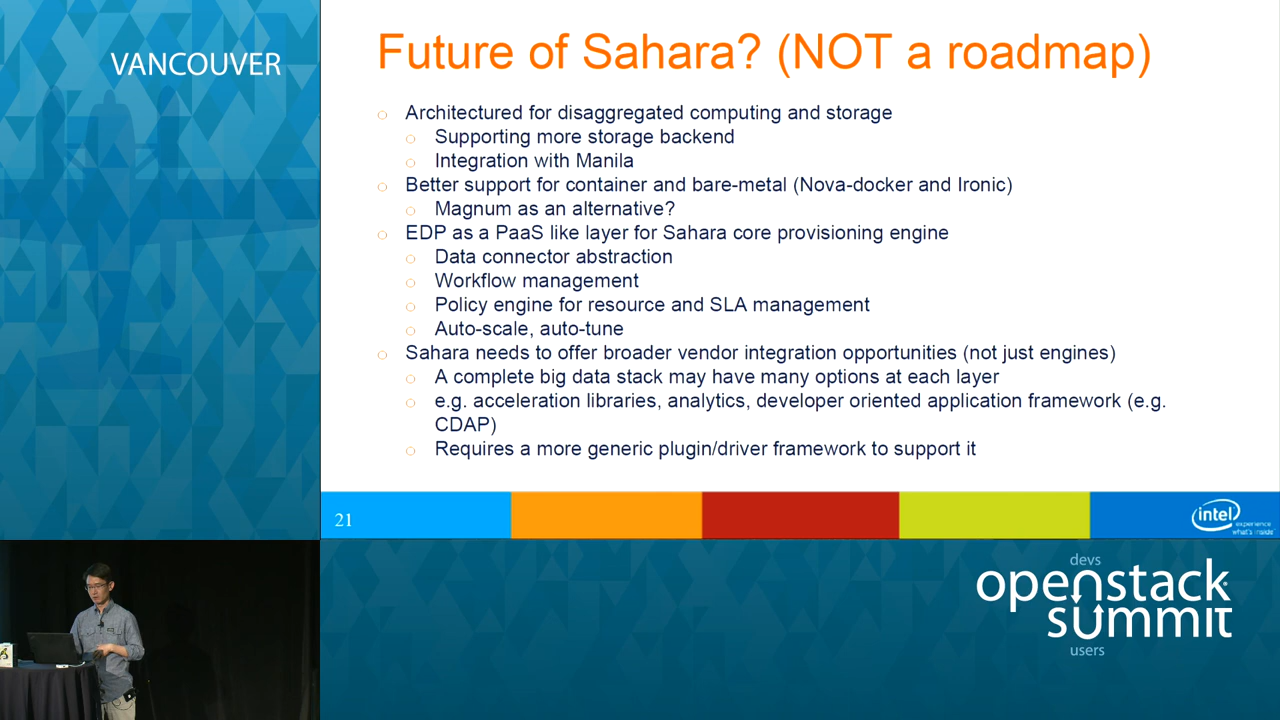 VANCOUVER
Future of Sahara? (NOT a roadmap)
Architectured for disaggregated computing and storage
Supporting more storage backend
Integration with Manila
Better support for container and bare-metal (Nova-docker and Ironic)
Magnum as an alternative?
EDP as a PaaS like layer for Sahara core provisioning engine
Data connector abstraction
Workflow management
Policy engine for resource and SLA management
Auto-scale, auto-tune
Sahara needs to offer broader vendor integration opportunities (not just engines)
A complete big data stack may have many options at each layer
e.g. acceleration libraries, analytics, developer oriented application framework (e.g.
CDAP)
Requires a more generic plugin/driver framework to support it
21
intel
experience
what's inside
devs
openstack
summit
users